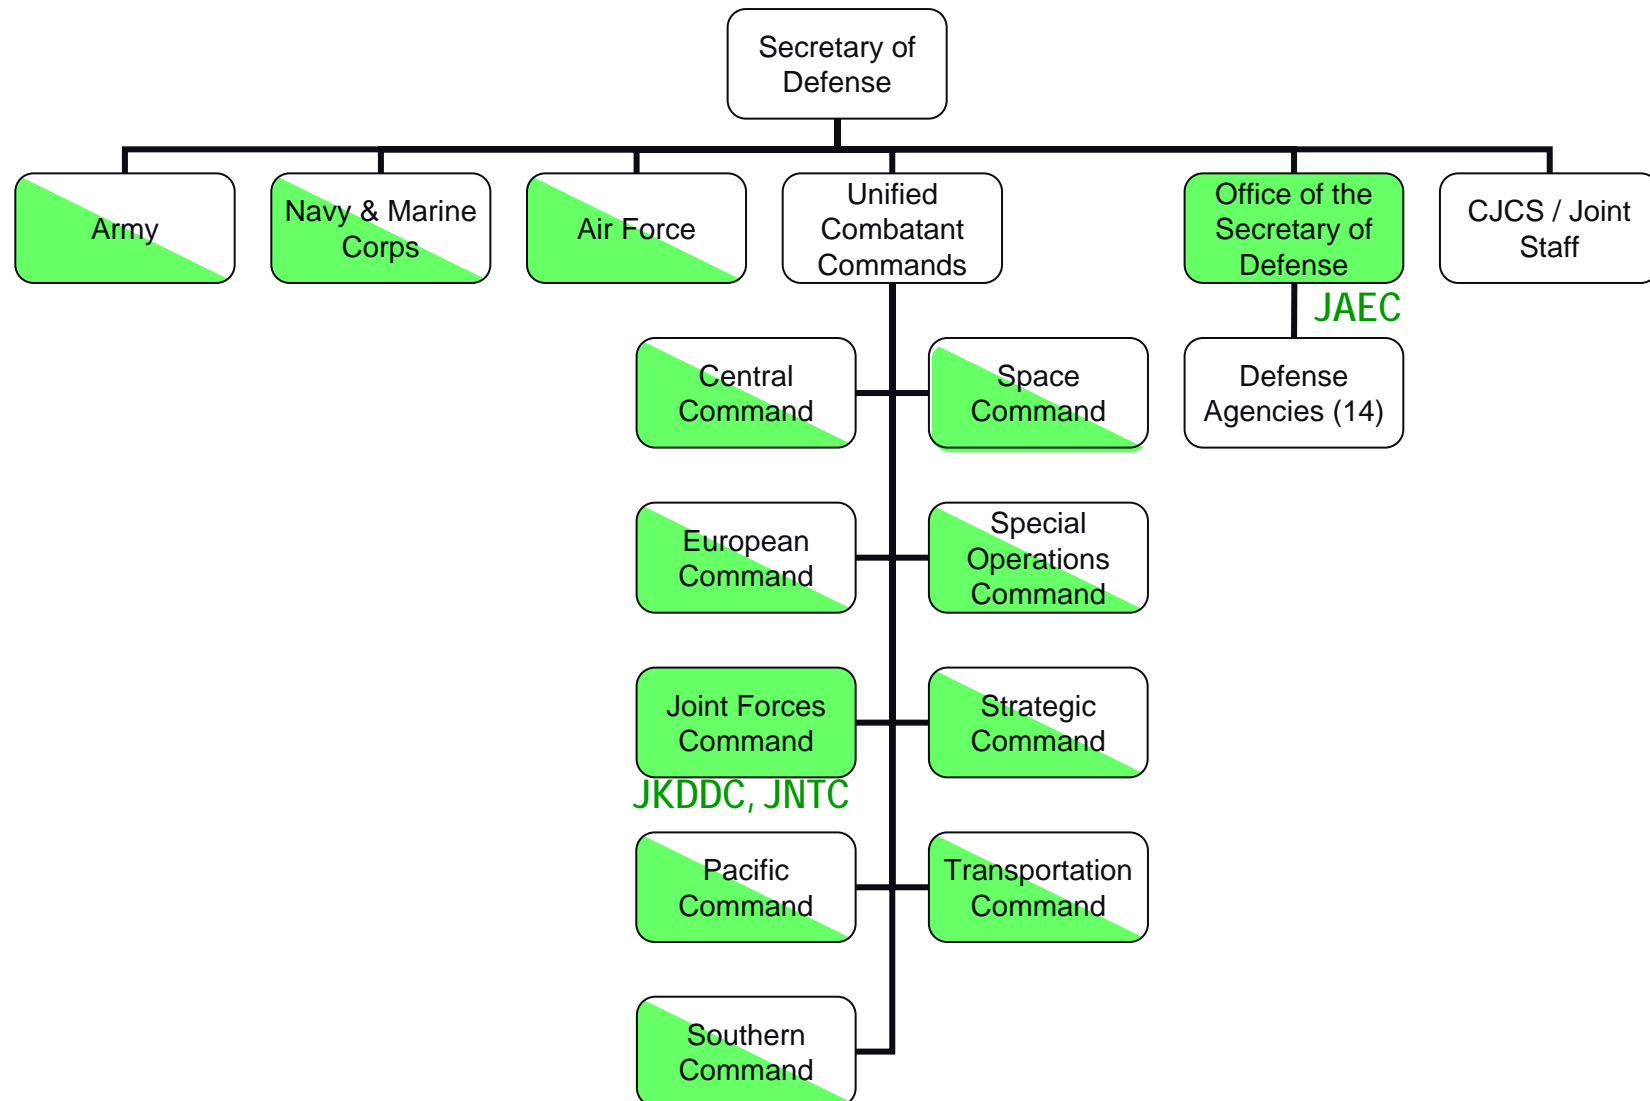 Secretary of
Defense
Army
Navy & Marine
Corps
Air Force
Unified
Combatant
Commands
Office of the
Secretary of
Defense
CJCS / Joint
Staff
JAEC
Central
Command
Space
Command
Defense
Agencies (14)
European
Command
Special
Operations
Command
Joint Forces
Command
JKDDC, JNTC
Strategic
Command
Pacific
Command
Transportation
Command
Southern
Command